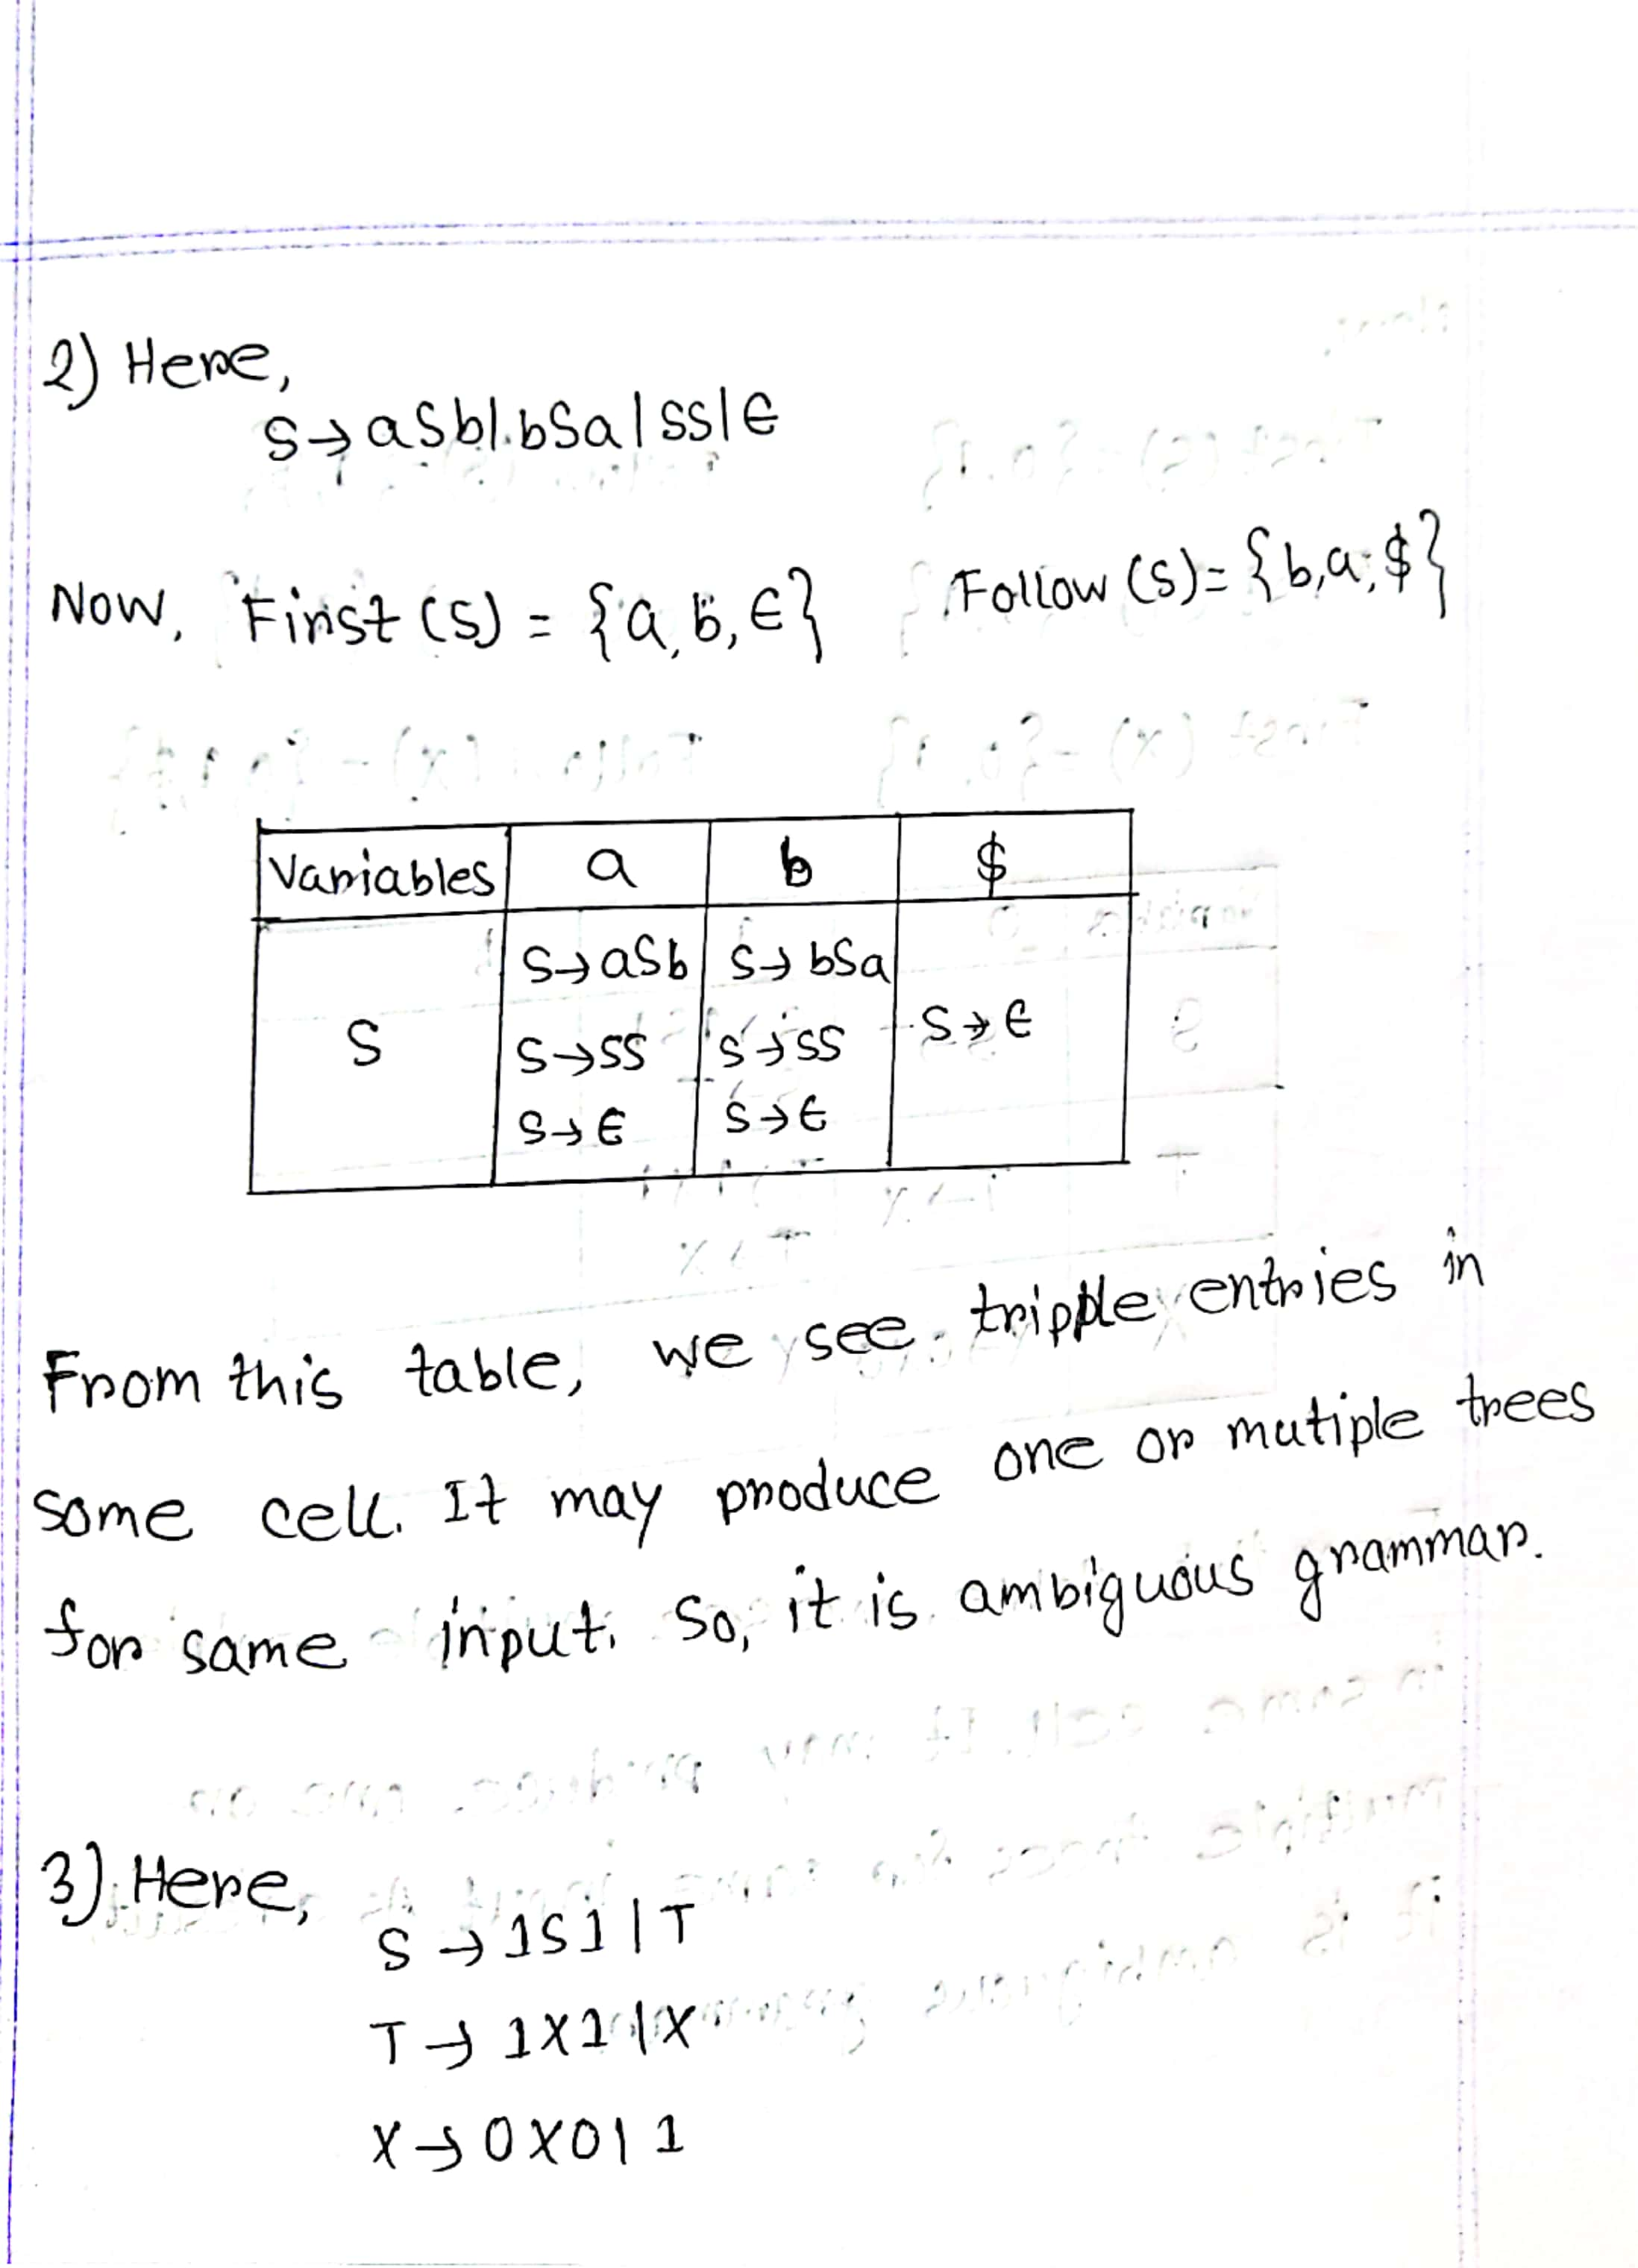 2) Here,
S→aSb|bSa|SS|ϵ
Now, First (S) = {a,b,ϵ} Follow (S)= {b,a,$}
Variables a b $
S→aSb S→bSa
S S→SS S→SS S→ϵ
S→ϵ S→ϵ
From this table, we see tripple entries in
some cell. It may produce one or mutiple trees
for same input. So, it is ambiguous grammar.
3) Here,
S → 1S1|T
T → 1X1|X
X → 0X0|1